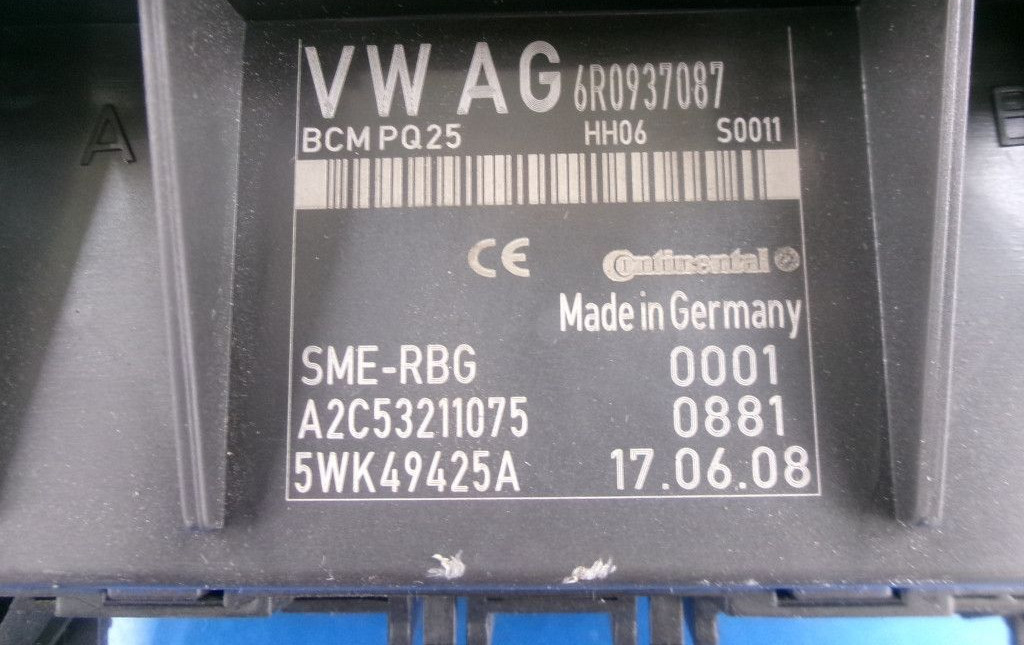 A
B
VW AG 6R0937087
BCM PQ25 HH06 S0011
CE Continental
Made in Germany
SME-RBG 0001
A2C53211075 0881
5WK49425A 17.06.08